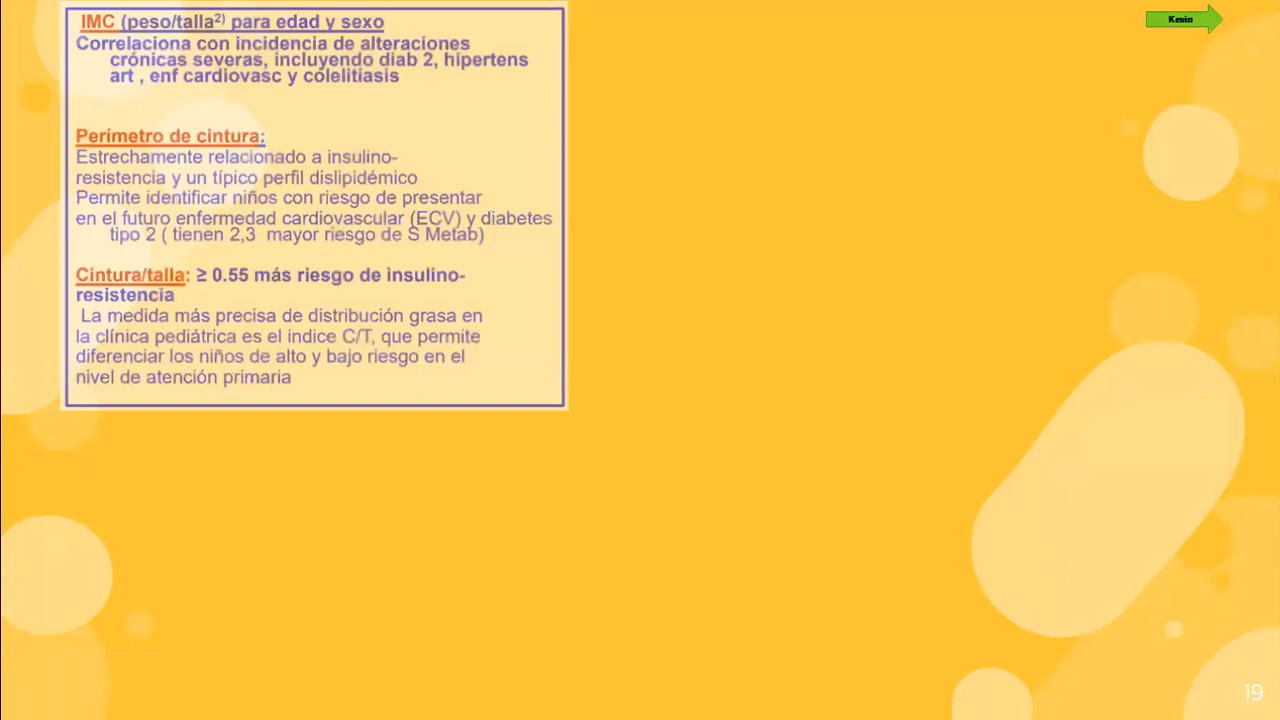 IMC (peso/talla²⁾ para edad y sexo
Correlaciona con incidencia de alteraciones
crónicas severas, incluyendo diab 2, hipertens
art , enf cardiovasc y colelitiasis
Perímetro de cintura:
Estrechamente relacionado a insulino-
resistencia y un típico perfil dislipidémico
Permite identificar niños con riesgo de presentar
en el futuro enfermedad cardiovascular (ECV) y diabetes
tipo 2 ( tienen 2,3 mayor riesgo de S Metab)
Cintura/talla: ≥ 0.55 más riesgo de insulino-
resistencia
La medida más precisa de distribución grasa en
la clínica pediátrica es el indice C/T, que permite
diferenciar los niños de alto y bajo riesgo en el
nivel de atención primaria
Kevin
19